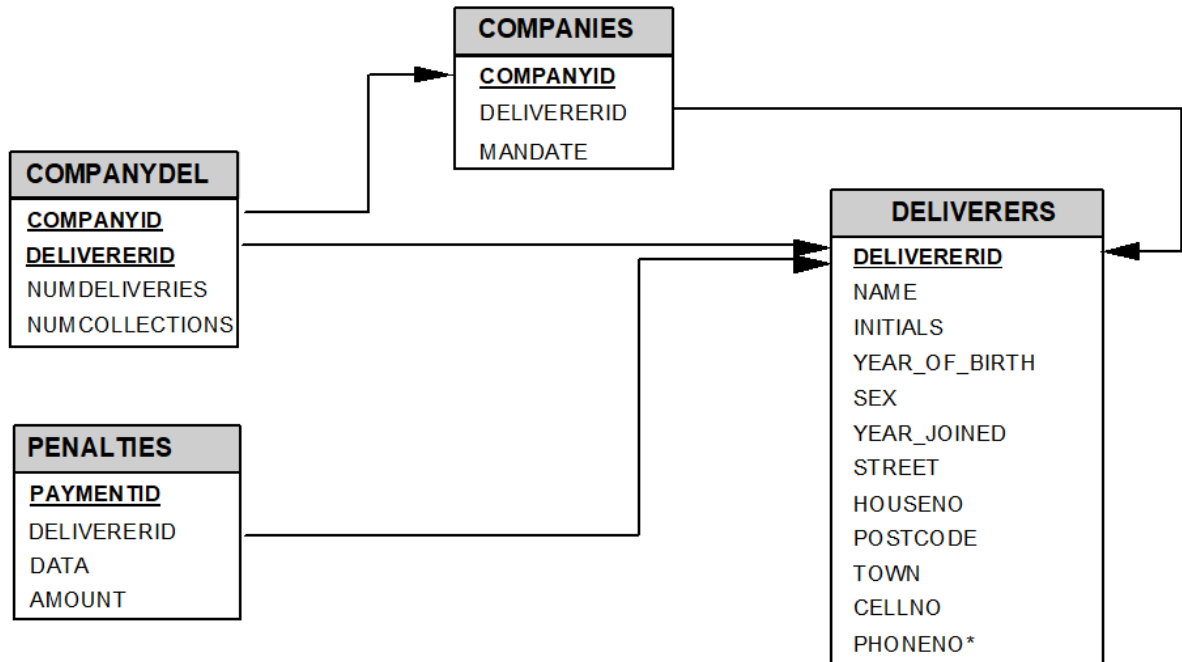 COMPANIES
COMPANYID
DELIVERERID
MANDATE
COMPANYDEL
COMPANYID
DELIVERERID
NUMDELIVERIES
NUMCOLLECTIONS
DELIVERERS
DELIVERERID
NAME
INITIALS
YEAR_OF_BIRTH
SEX
YEAR_JOINED
STREET
HOUSENO
POSTCODE
TOWN
CELLNO
PHONENO*
PENALTIES
PAYMENTID
DELIVERERID
DATA
AMOUNT